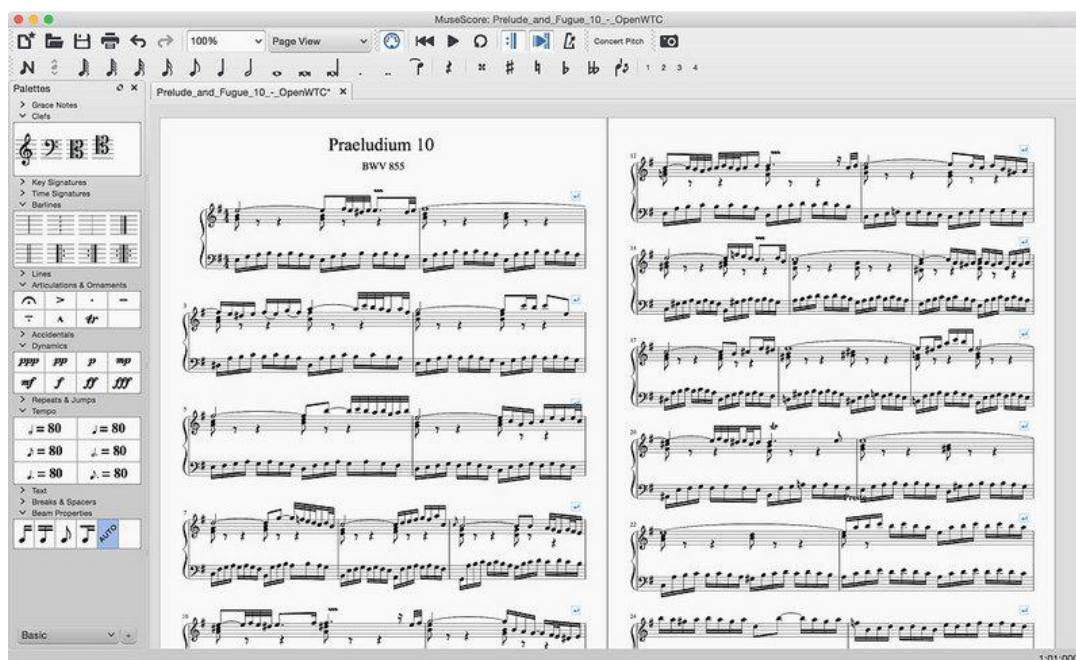 MuseScore: Prelude_and_Fugue_10_-_OpenWTC
100% Page View Concert Pitch
1 2 3 4
Palettes
Prelude_and_Fugue_10_-_OpenWTC* X
Grace Notes
Clefs
Key Signatures
Time Signatures
Barlines
Lines
Articulations & Ornaments
tr
Accidentals
Dynamics
ppp pp p mp
mf f ff fff
Repeats & Jumps
Tempo
= 80 = 80
= 80 = 80
= 80 = 80
Text
Breaks & Spacers
Beam Properties
AUTO
Basic
Praeludium 10
BWV 855
3
5
7
12
17
20
Presto
22
24